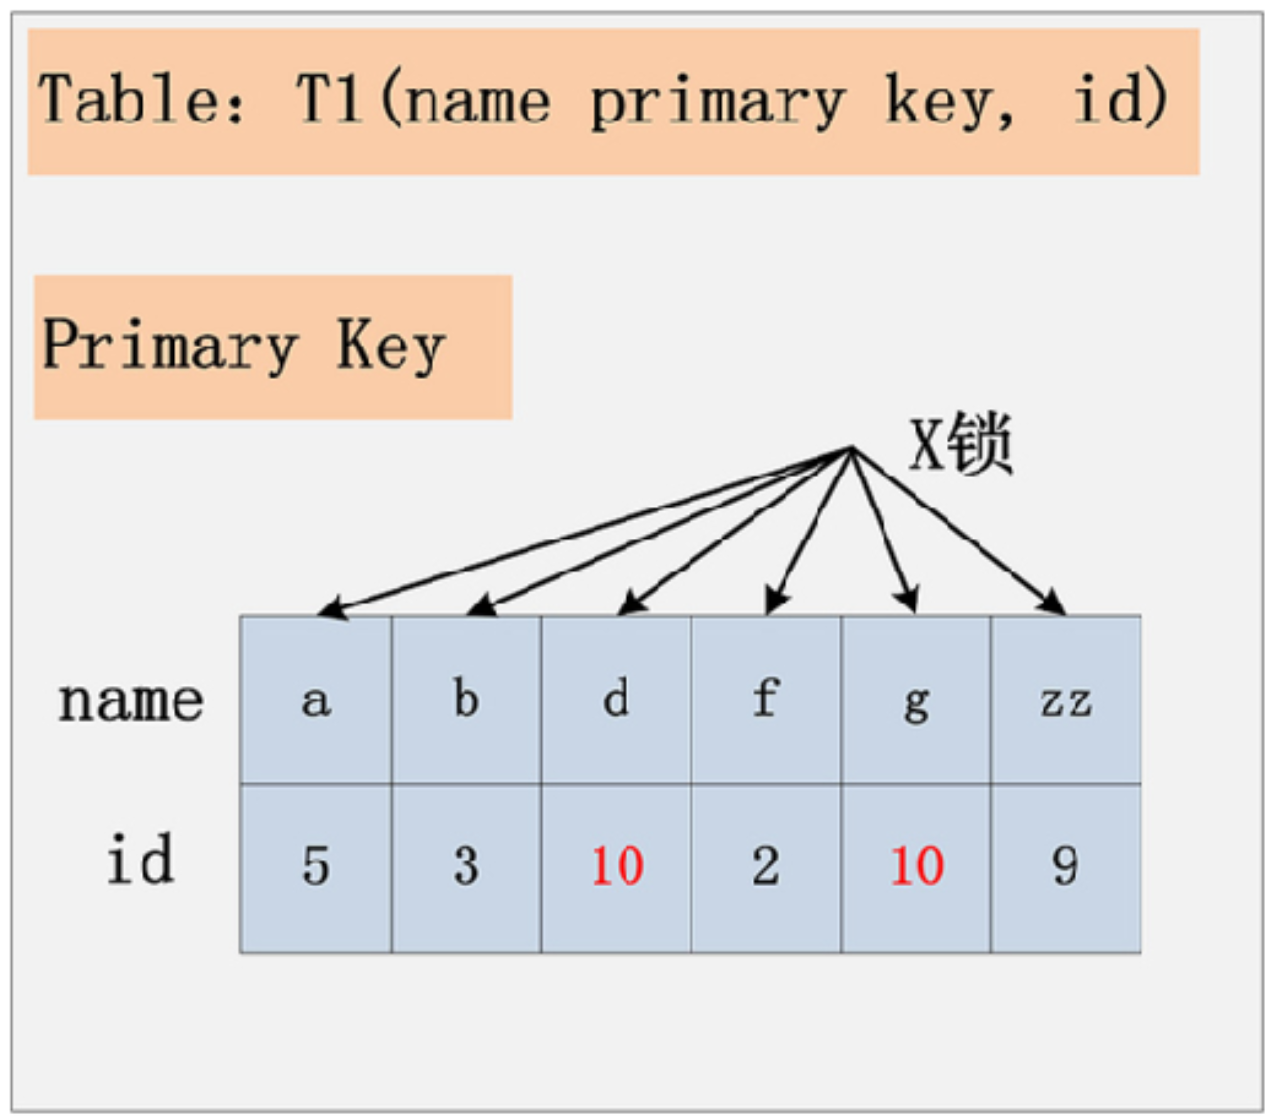 Table：T1(name primary key, id)
Primary Key
X锁
name a b d f g zz
id 5 3 10 2 10 9